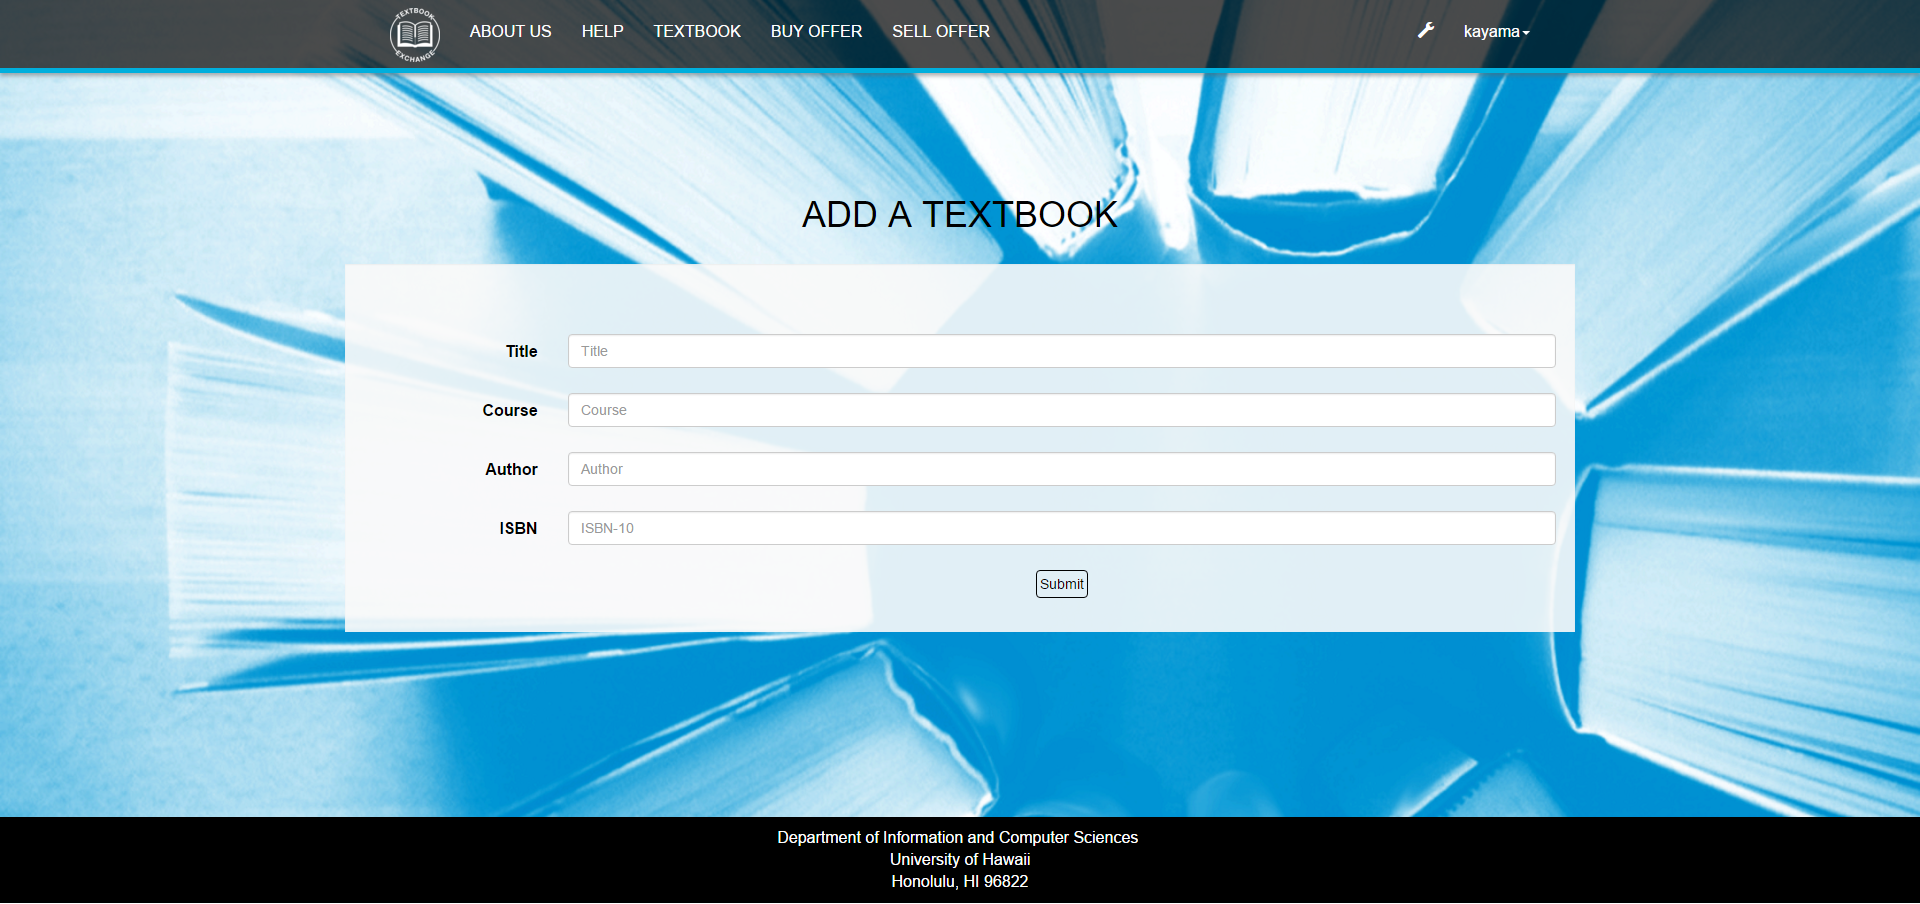 TEXTBOOK
EXCHANGE
ABOUT US
HELP
TEXTBOOK
BUY OFFER
SELL OFFER
kayama
ADD A TEXTBOOK
Title
Title
Course
Course
Author
Author
ISBN
ISBN-10
Submit
Department of Information and Computer Sciences
University of Hawaii
Honolulu, HI 96822